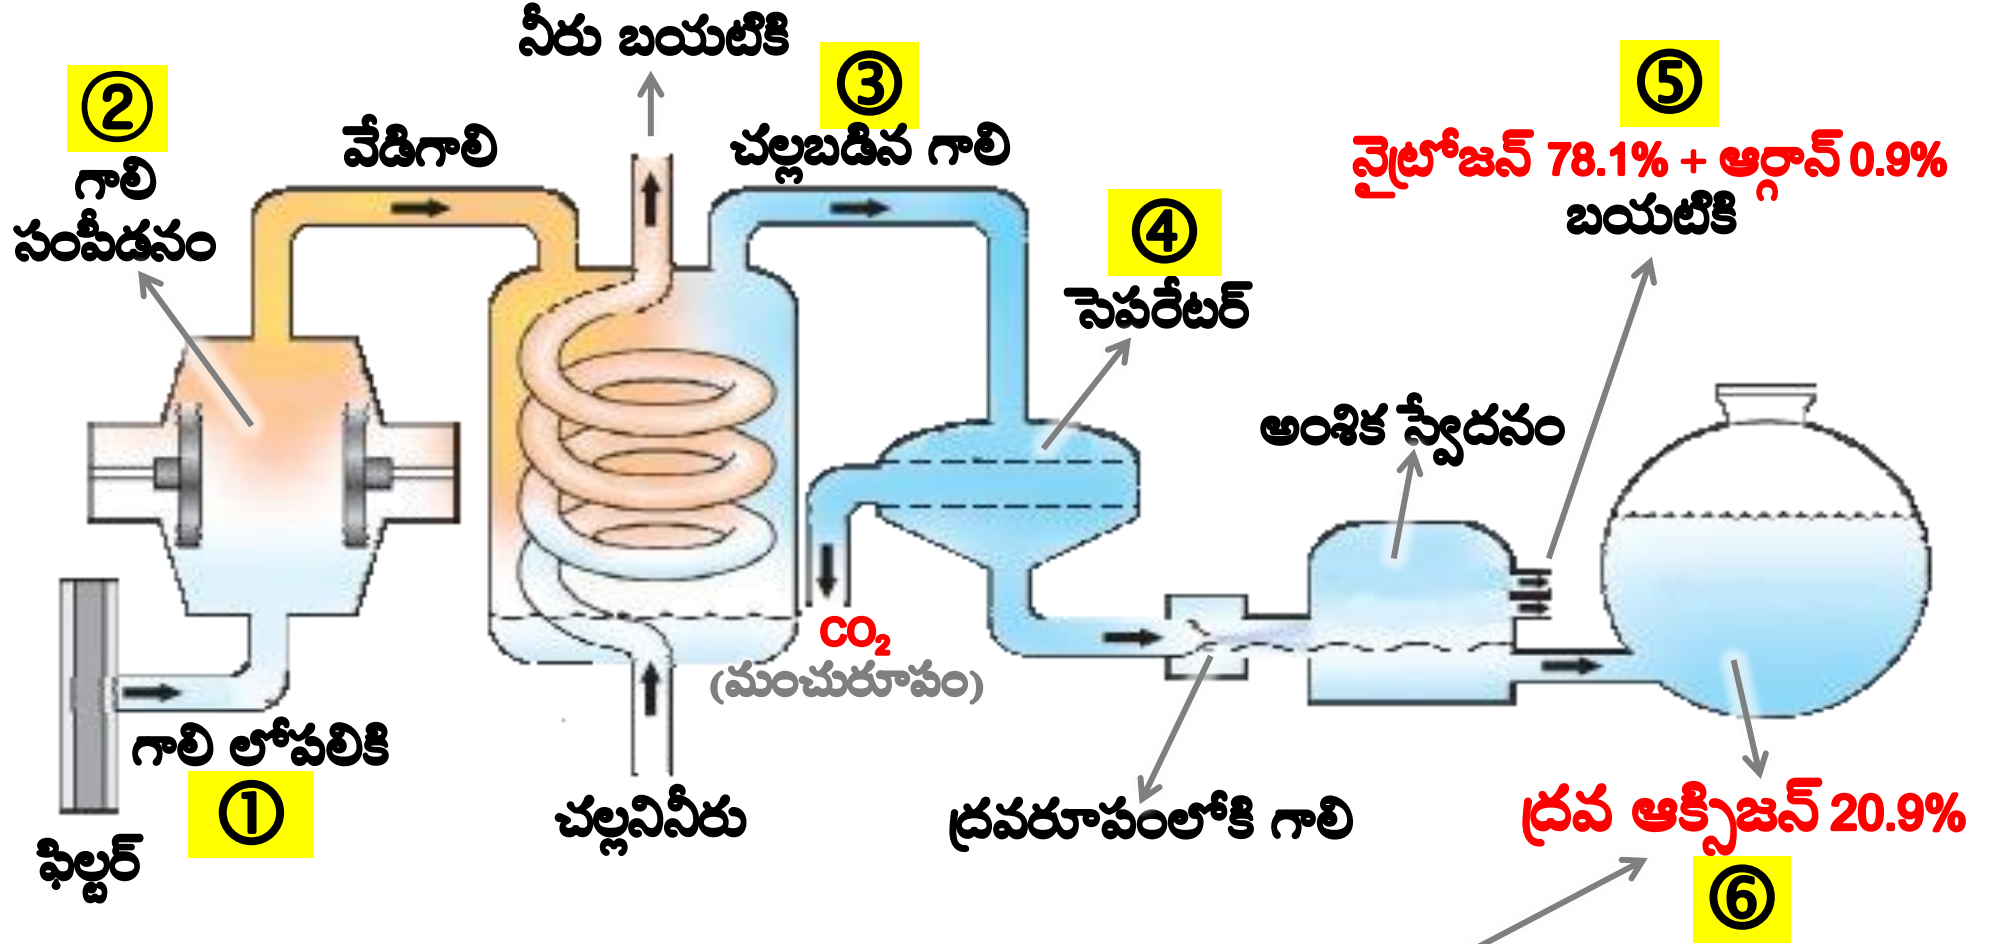 నీరు బయటికి
②
③
⑤
వేడిగాలి
చల్లబడిన గాలి
గాలి
సంపీడనం
నైట్రోజన్ 78.1% + ఆర్గాన్ 0.9%
బయటికి
④
సెపరేటర్
అంశిక స్వేదనం
CO₂
(మంచురూపం)
గాలి లోపలికి
①
ఫిల్టర్
చల్లనినీరు
ద్రవరూపంలోకి గాలి
ద్రవ ఆక్సిజన్ 20.9%
⑥